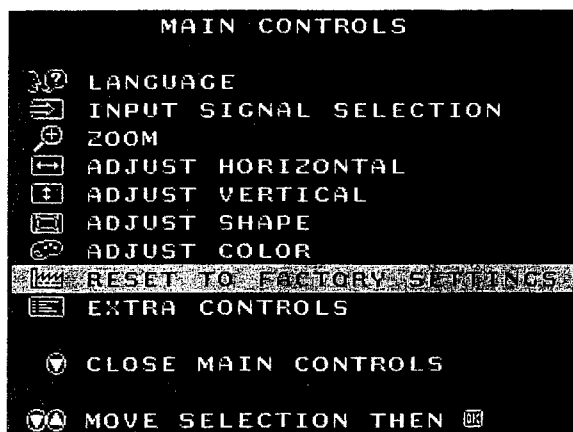 MAIN CONTROLS
LANGUAGE
INPUT SIGNAL SELECTION
ZOOM
ADJUST HORIZONTAL
ADJUST VERTICAL
ADJUST SHAPE
ADJUST COLOR
RESET TO FACTORY SETTINGS
EXTRA CONTROLS
CLOSE MAIN CONTROLS
MOVE SELECTION THEN OK